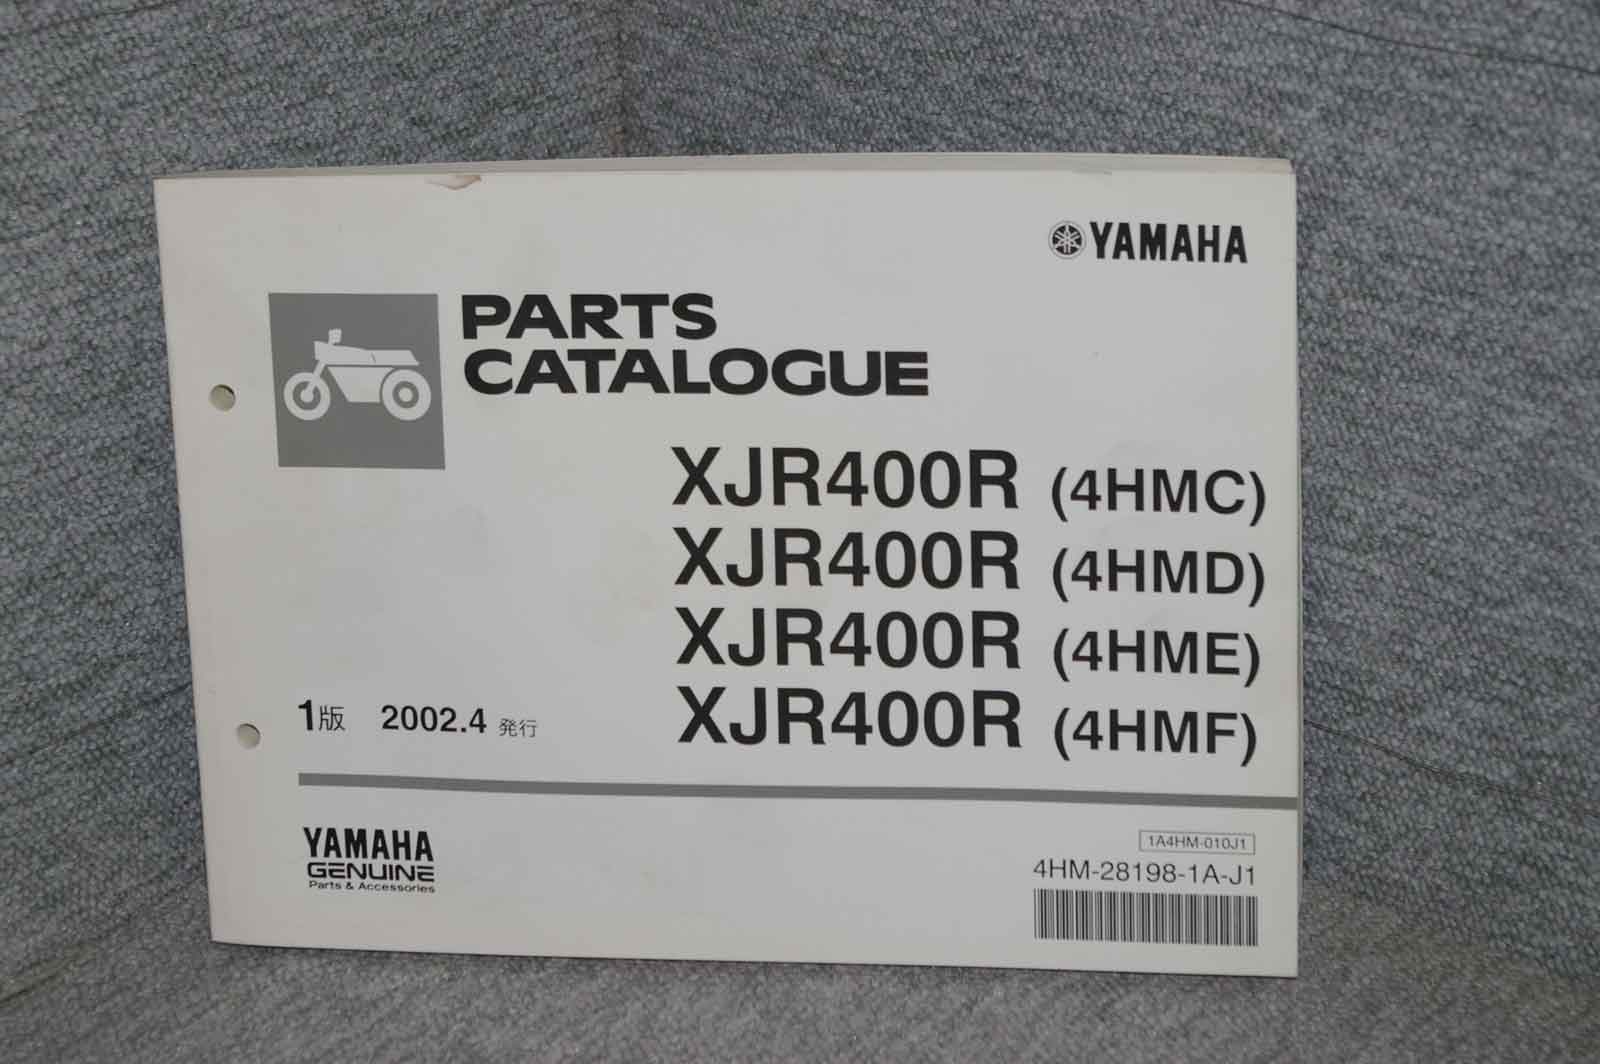 YAMAHA
PARTS
CATALOGUE
XJR400R (4HMC)
XJR400R (4HMD)
XJR400R (4HME)
XJR400R (4HMF)
1版 2002.4 発行
YAMAHA
GENUINE
Parts & Accessories
1A4HM-010J1
4HM-28198-1A-J1